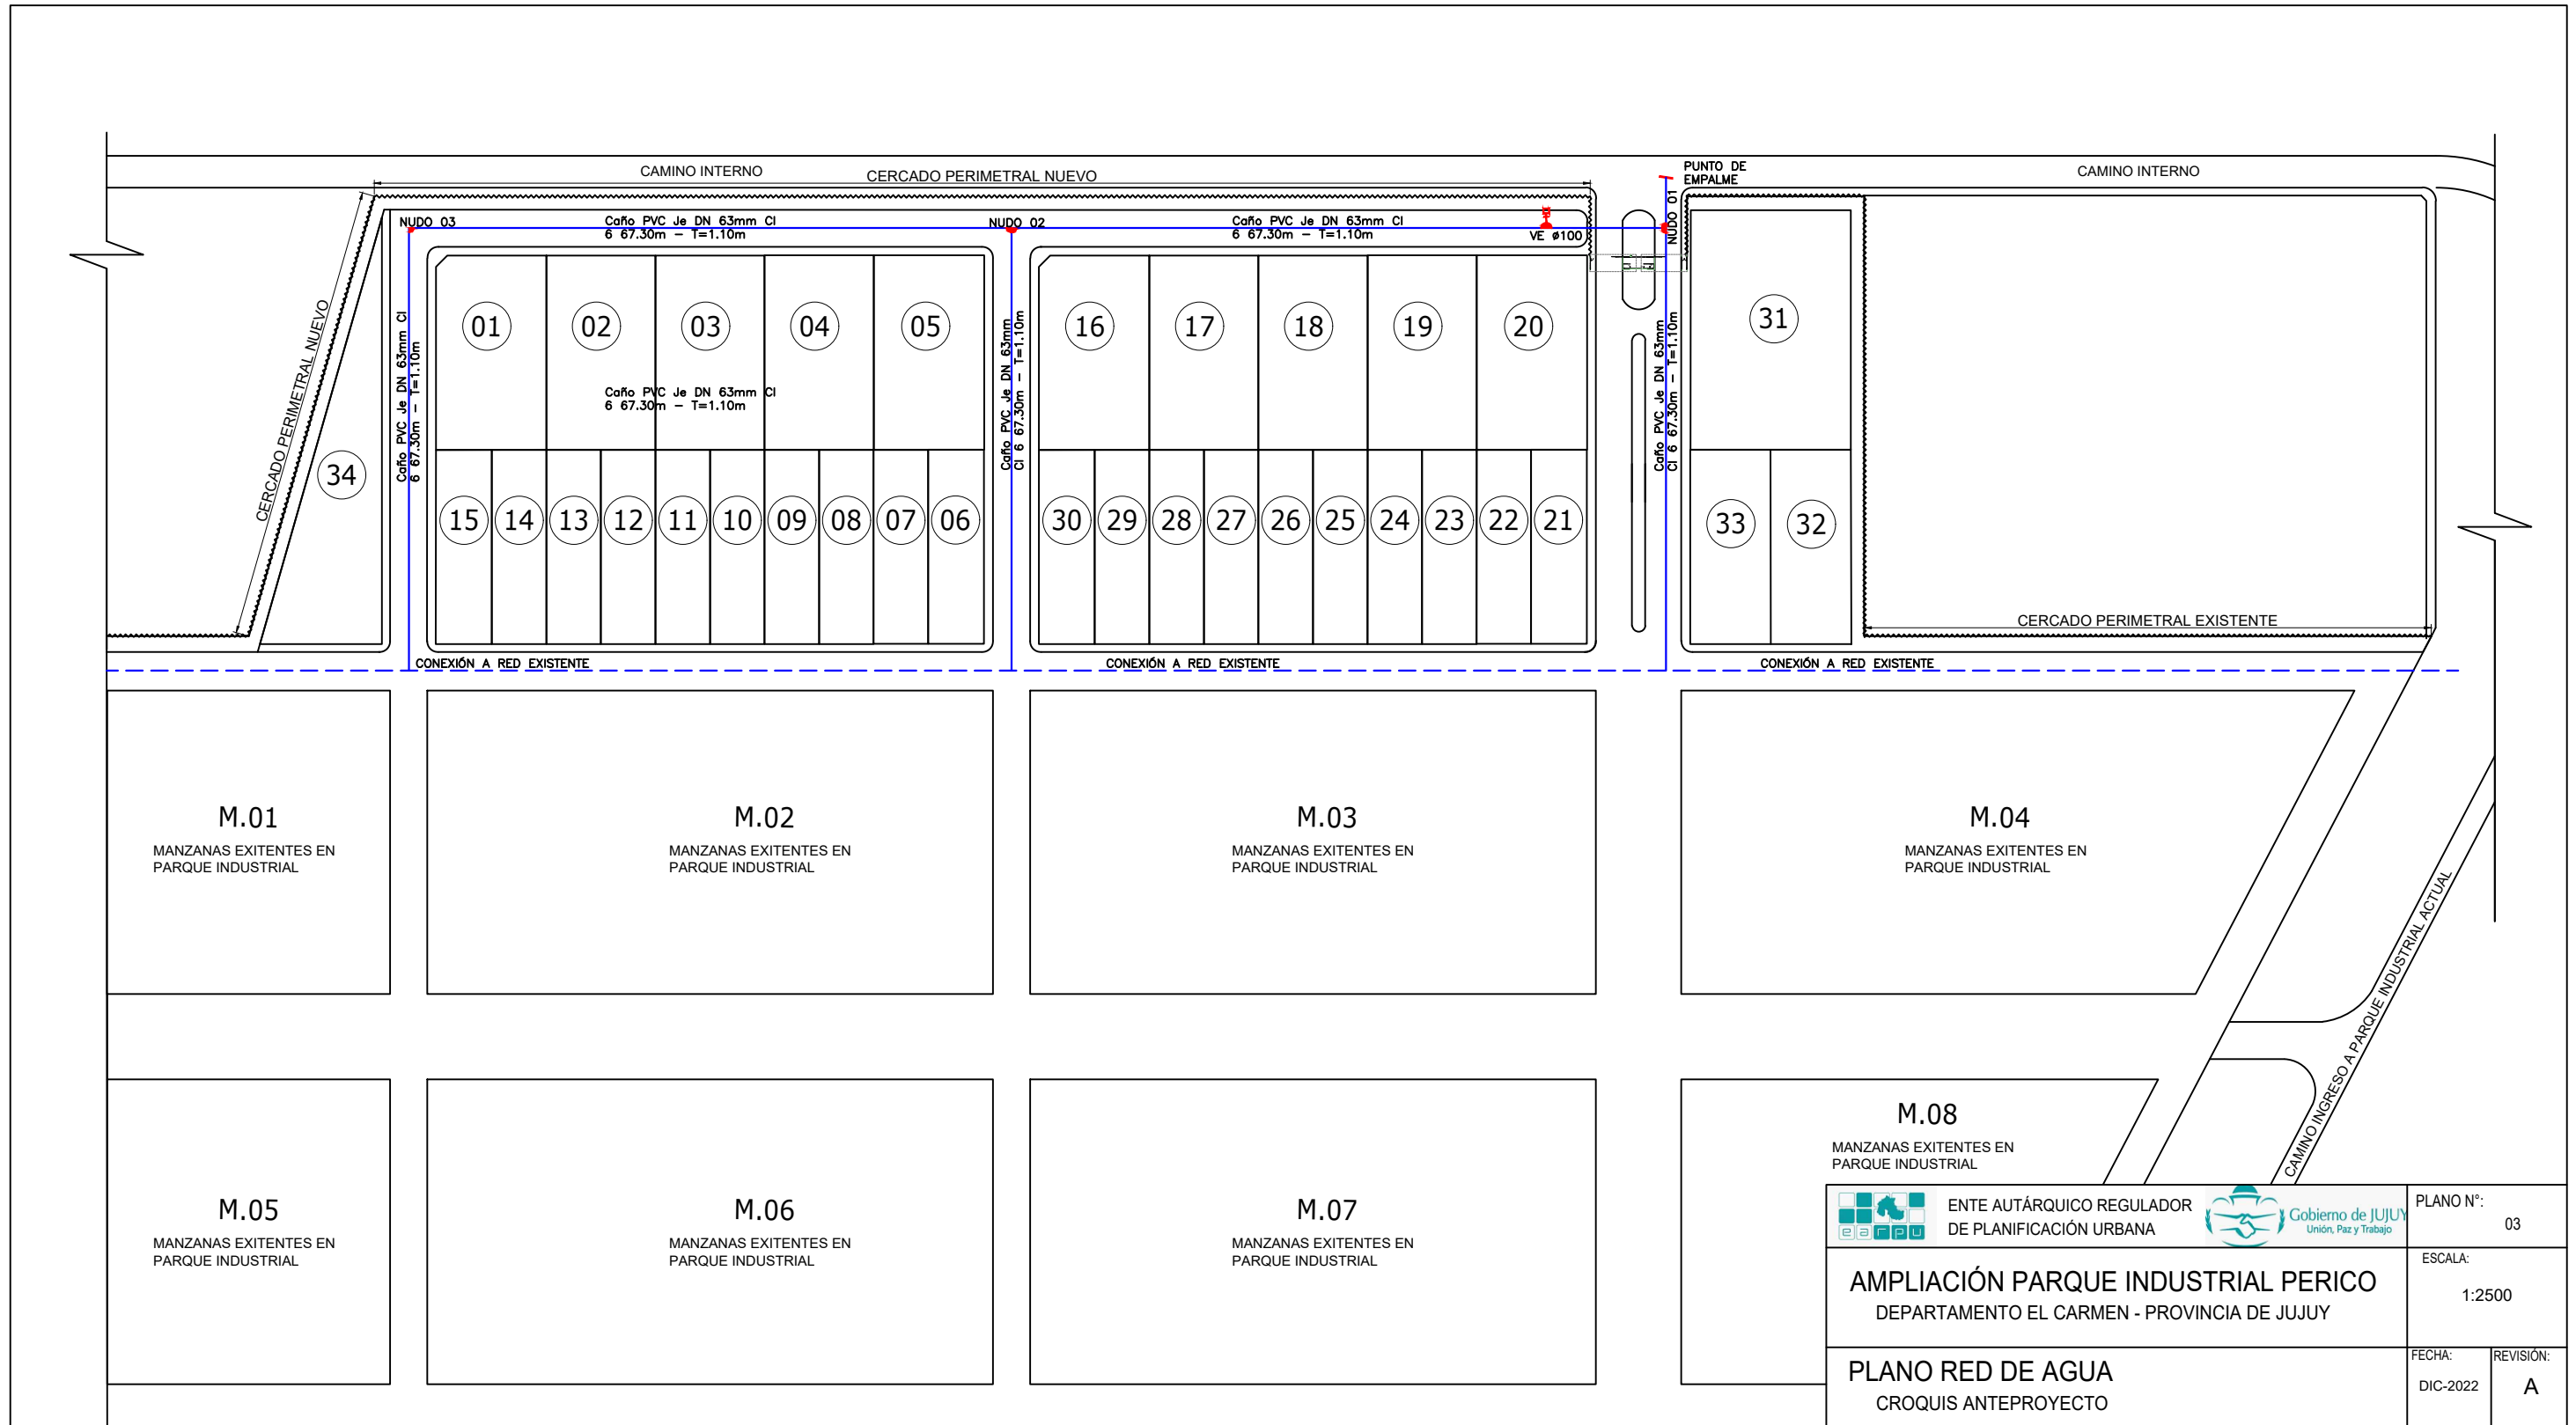 CAMINO INTERNO
CERCADO PERIMETRAL NUEVO
PUNTO DE
EMPALME
CAMINO INTERNO
NUDO 03
Caño PVC Je DN 63mm Cl
6 67.30m - T=1.10m
NUDO 02
Caño PVC Je DN 63mm Cl
6 67.30m - T=1.10m
VE ø100
NUDO 01
CERCADO PERIMETRAL NUEVO
34
Caño PVC Je DN 63mm Cl
6 67.30m - T=1.10m
01
02
03
04
05
Caño PVC Je DN 63mm Cl
6 67.30m - T=1.10m
15
14
13
12
11
10
09
08
07
06
Caño PVC Je DN 63mm
Cl 6 67.30m - T=1.10m
16
17
18
19
20
30
29
28
27
26
25
24
23
22
21
Caño PVC Je DN 63mm
Cl 6 67.30m - T=1.10m
31
33
32
CERCADO PERIMETRAL EXISTENTE
CONEXIÓN A RED EXISTENTE
CONEXIÓN A RED EXISTENTE
CONEXIÓN A RED EXISTENTE
M.01
MANZANAS EXITENTES EN
PARQUE INDUSTRIAL
M.02
MANZANAS EXITENTES EN
PARQUE INDUSTRIAL
M.03
MANZANAS EXITENTES EN
PARQUE INDUSTRIAL
M.04
MANZANAS EXITENTES EN
PARQUE INDUSTRIAL
CAMINO INGRESO A PARQUE INDUSTRIAL ACTUAL
M.05
MANZANAS EXITENTES EN
PARQUE INDUSTRIAL
M.06
MANZANAS EXITENTES EN
PARQUE INDUSTRIAL
M.07
MANZANAS EXITENTES EN
PARQUE INDUSTRIAL
M.08
MANZANAS EXITENTES EN
PARQUE INDUSTRIAL
earpu
ENTE AUTÁRQUICO REGULADOR
DE PLANIFICACIÓN URBANA
Gobierno de JUJUY
Unión, Paz y Trabajo
PLANO N°:
03
AMPLIACIÓN PARQUE INDUSTRIAL PERICO
DEPARTAMENTO EL CARMEN - PROVINCIA DE JUJUY
ESCALA:
1:2500
PLANO RED DE AGUA
CROQUIS ANTEPROYECTO
FECHA:
DIC-2022
REVISIÓN:
A